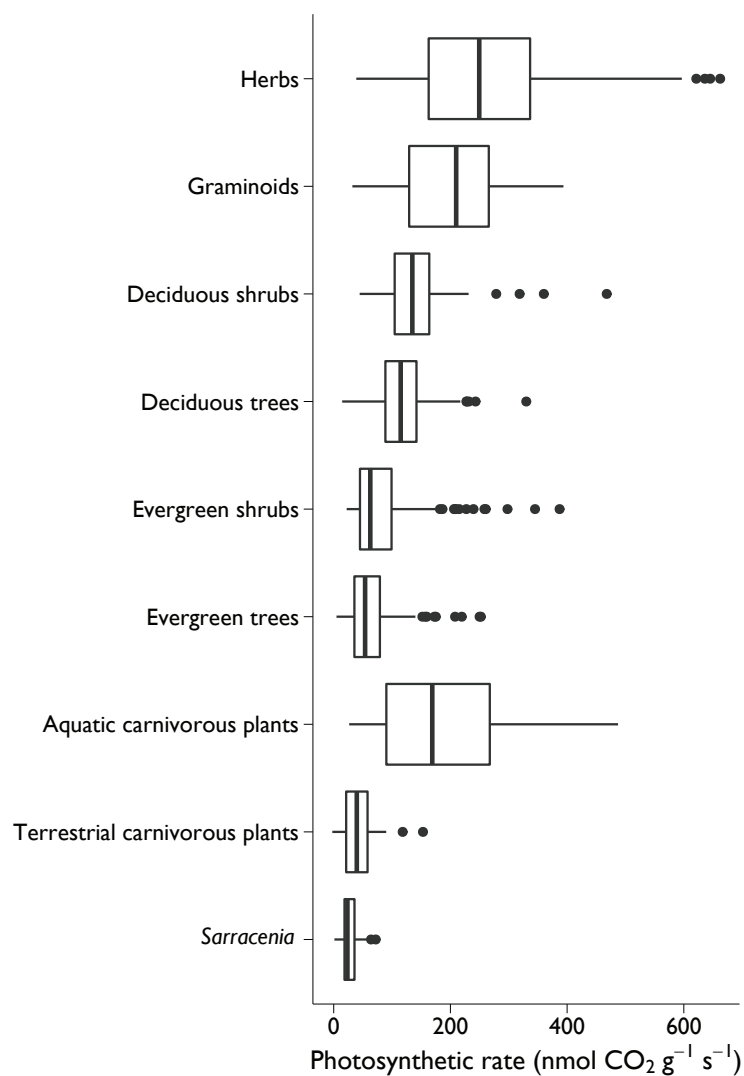 Herbs
Graminoids
Deciduous shrubs
Deciduous trees
Evergreen shrubs
Evergreen trees
Aquatic carnivorous plants
Terrestrial carnivorous plants
Sarracenia
0 200 400 600
Photosynthetic rate (nmol CO₂ g⁻¹ s⁻¹)